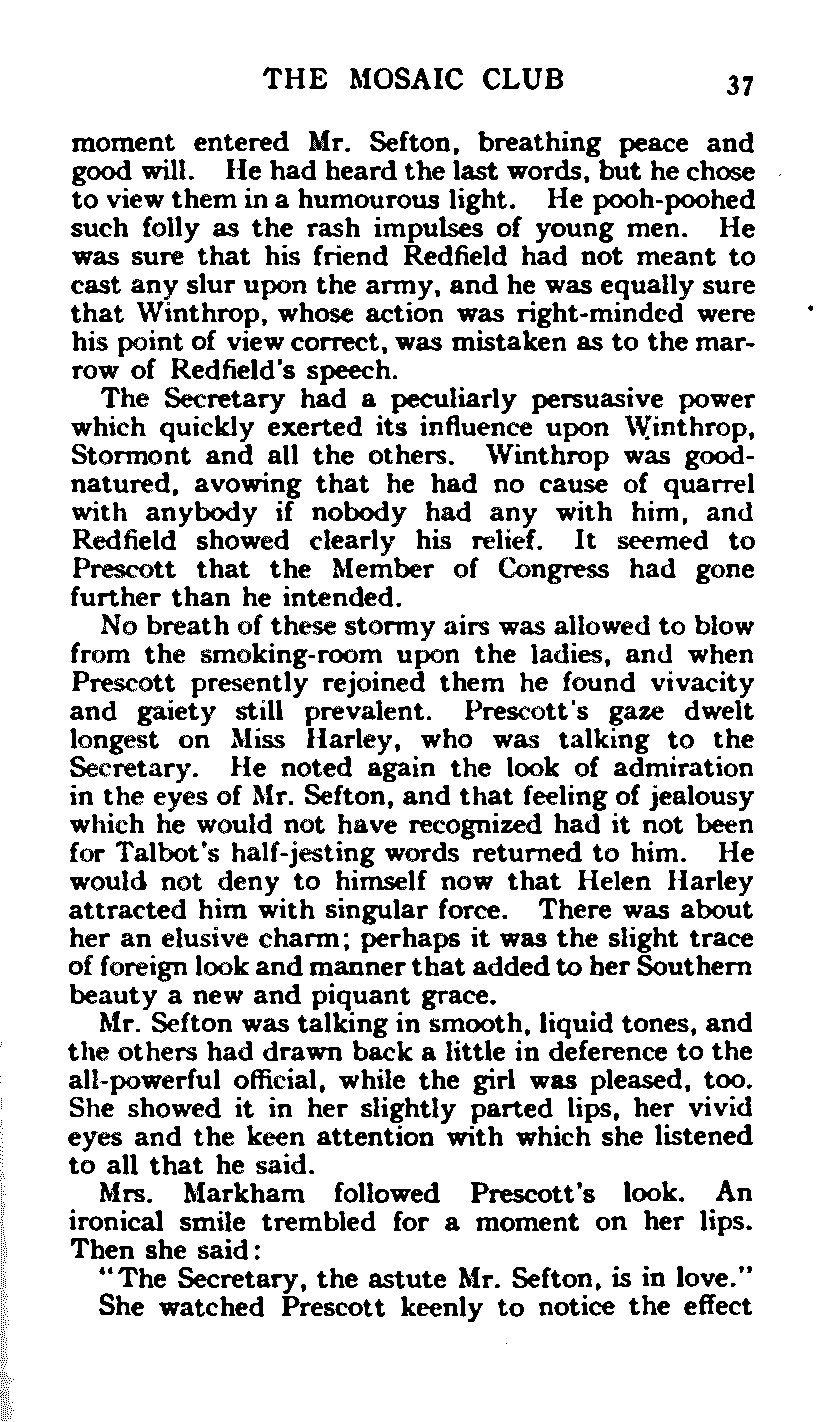 THE MOSAIC CLUB 37
moment entered Mr. Sefton, breathing peace and
good will. He had heard the last words, but he chose
to view them in a humourous light. He pooh-poohed
such folly as the rash impulses of young men. He
was sure that his friend Redfield had not meant to
cast any slur upon the army, and he was equally sure
that Winthrop, whose action was right-minded were
his point of view correct, was mistaken as to the mar-
row of Redfield's speech.
The Secretary had a peculiarly persuasive power
which quickly exerted its influence upon Winthrop,
Stormont and all the others. Winthrop was good-
natured, avowing that he had no cause of quarrel
with anybody if nobody had any with him, and
Redfield showed clearly his relief. It seemed to
Prescott that the Member of Congress had gone
further than he intended.
No breath of these stormy airs was allowed to blow
from the smoking-room upon the ladies, and when
Prescott presently rejoined them he found vivacity
and gaiety still prevalent. Prescott's gaze dwelt
longest on Miss Harley, who was talking to the
Secretary. He noted again the look of admiration
in the eyes of Mr. Sefton, and that feeling of jealousy
which he would not have recognized had it not been
for Talbot's half-jesting words returned to him. He
would not deny to himself now that Helen Harley
attracted him with singular force. There was about
her an elusive charm; perhaps it was the slight trace
of foreign look and manner that added to her Southern
beauty a new and piquant grace.
Mr. Sefton was talking in smooth, liquid tones, and
the others had drawn back a little in deference to the
all-powerful official, while the girl was pleased, too.
She showed it in her slightly parted lips, her vivid
eyes and the keen attention with which she listened
to all that he said.
Mrs. Markham followed Prescott's look. An
ironical smile trembled for a moment on her lips.
Then she said:
"The Secretary, the astute Mr. Sefton, is in love."
She watched Prescott keenly to notice the effect